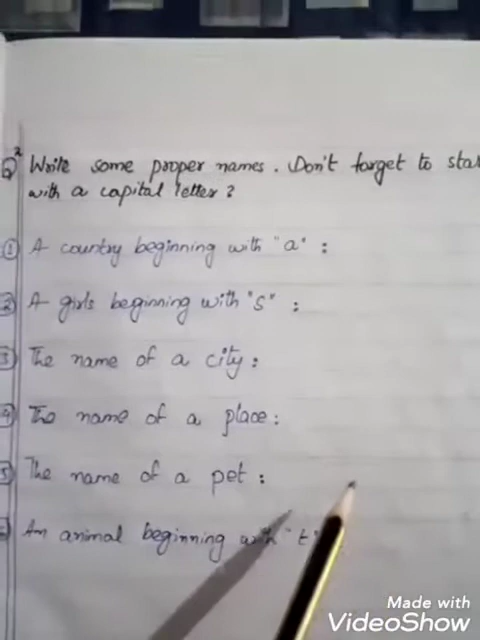 Q2 Write some proper names. Don't forget to sta
with a capital letter?
① A country beginning with "a" :
② A girls beginning with "s" :
③ The name of a city:
④ The name of a place:
⑤ The name of a pet :
An animal beginning with "t"
Made with
VideoShow